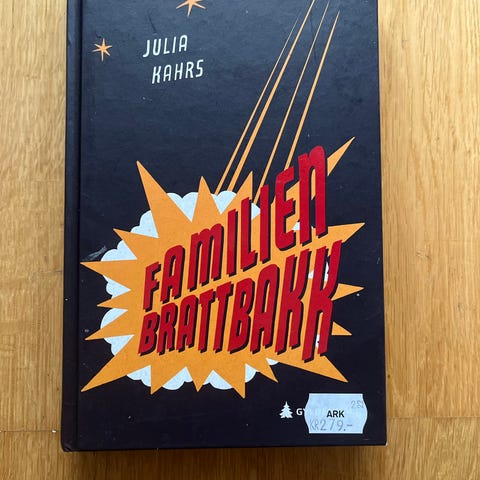 JULIA
KAHRS
FAMILIEN
BRATTBAKK
ARK
KR279.-